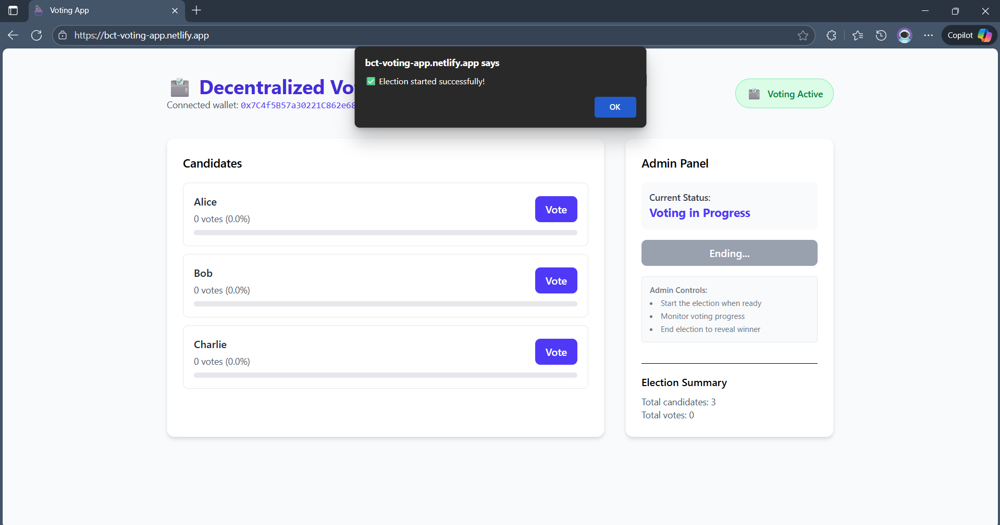 Voting App
https://bct-voting-app.netlify.app
Copilot
bct-voting-app.netlify.app says
✅ Election started successfully!
OK
Decentralized Vo
Connected wallet: 0x7C4f5B57a30221C862e68
Voting Active
Candidates
Alice
0 votes (0.0%)
Vote
Bob
0 votes (0.0%)
Vote
Charlie
0 votes (0.0%)
Vote
Admin Panel
Current Status:
Voting in Progress
Ending...
Admin Controls:
• Start the election when ready
• Monitor voting progress
• End election to reveal winner
Election Summary
Total candidates: 3
Total votes: 0